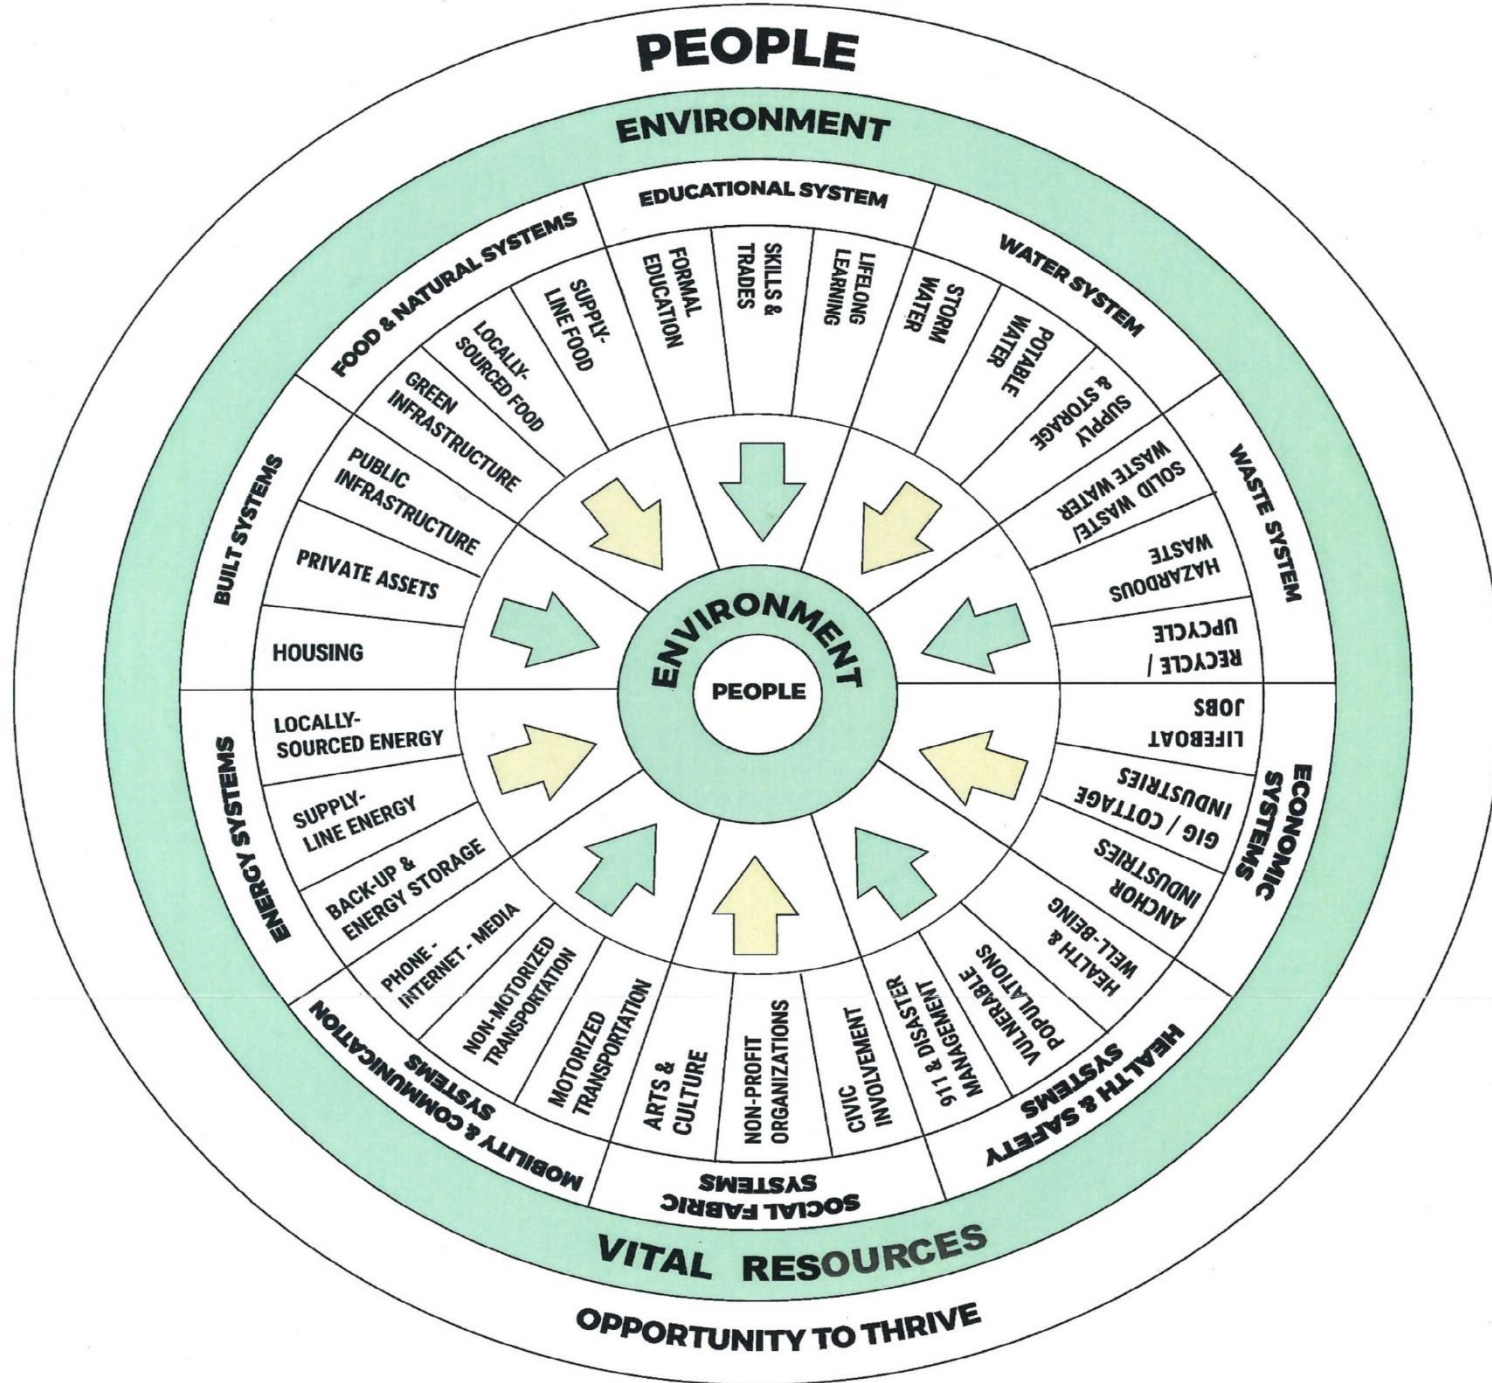 PEOPLE
ENVIRONMENT
EDUCATIONAL SYSTEM
FORMAL
EDUCATION
SKILLS &
TRADES
LIFELONG
LEARNING
WATER SYSTEM
STORM
WATER
POTABLE
WATER
SUPPLY
& STORAGE
WASTE SYSTEM
SOLID WASTE/
WASTE WATER
HAZARDOUS
WASTE
RECYCLE /
UPCYCLE
ECONOMIC
SYSTEMS
LIFEBOAT
JOBS
GIG / COTTAGE
INDUSTRIES
ANCHOR
INDUSTRIES
HEALTH & SAFETY
SYSTEMS
HEALTH &
WELL-BEING
VULNERABLE
POPULATIONS
911 & DISASTER
MANAGEMENT
SOCIAL FABRIC
SYSTEMS
CIVIC
INVOLVEMENT
NON-PROFIT
ORGANIZATIONS
ARTS &
CULTURE
MOBILITY & COMMUNICATION
SYSTEMS
MOTORIZED
TRANSPORTATION
NON-MOTORIZED
TRANSPORTATION
PHONE -
INTERNET - MEDIA
ENERGY SYSTEMS
BACK-UP &
ENERGY STORAGE
SUPPLY-
LINE ENERGY
LOCALLY-
SOURCED ENERGY
BUILT SYSTEMS
HOUSING
PRIVATE ASSETS
PUBLIC
INFRASTRUCTURE
FOOD & NATURAL SYSTEMS
GREEN
INFRASTRUCTURE
LOCALLY-
SOURCED FOOD
SUPPLY-
LINE FOOD
ENVIRONMENT
PEOPLE
VITAL RESOURCES
OPPORTUNITY TO THRIVE